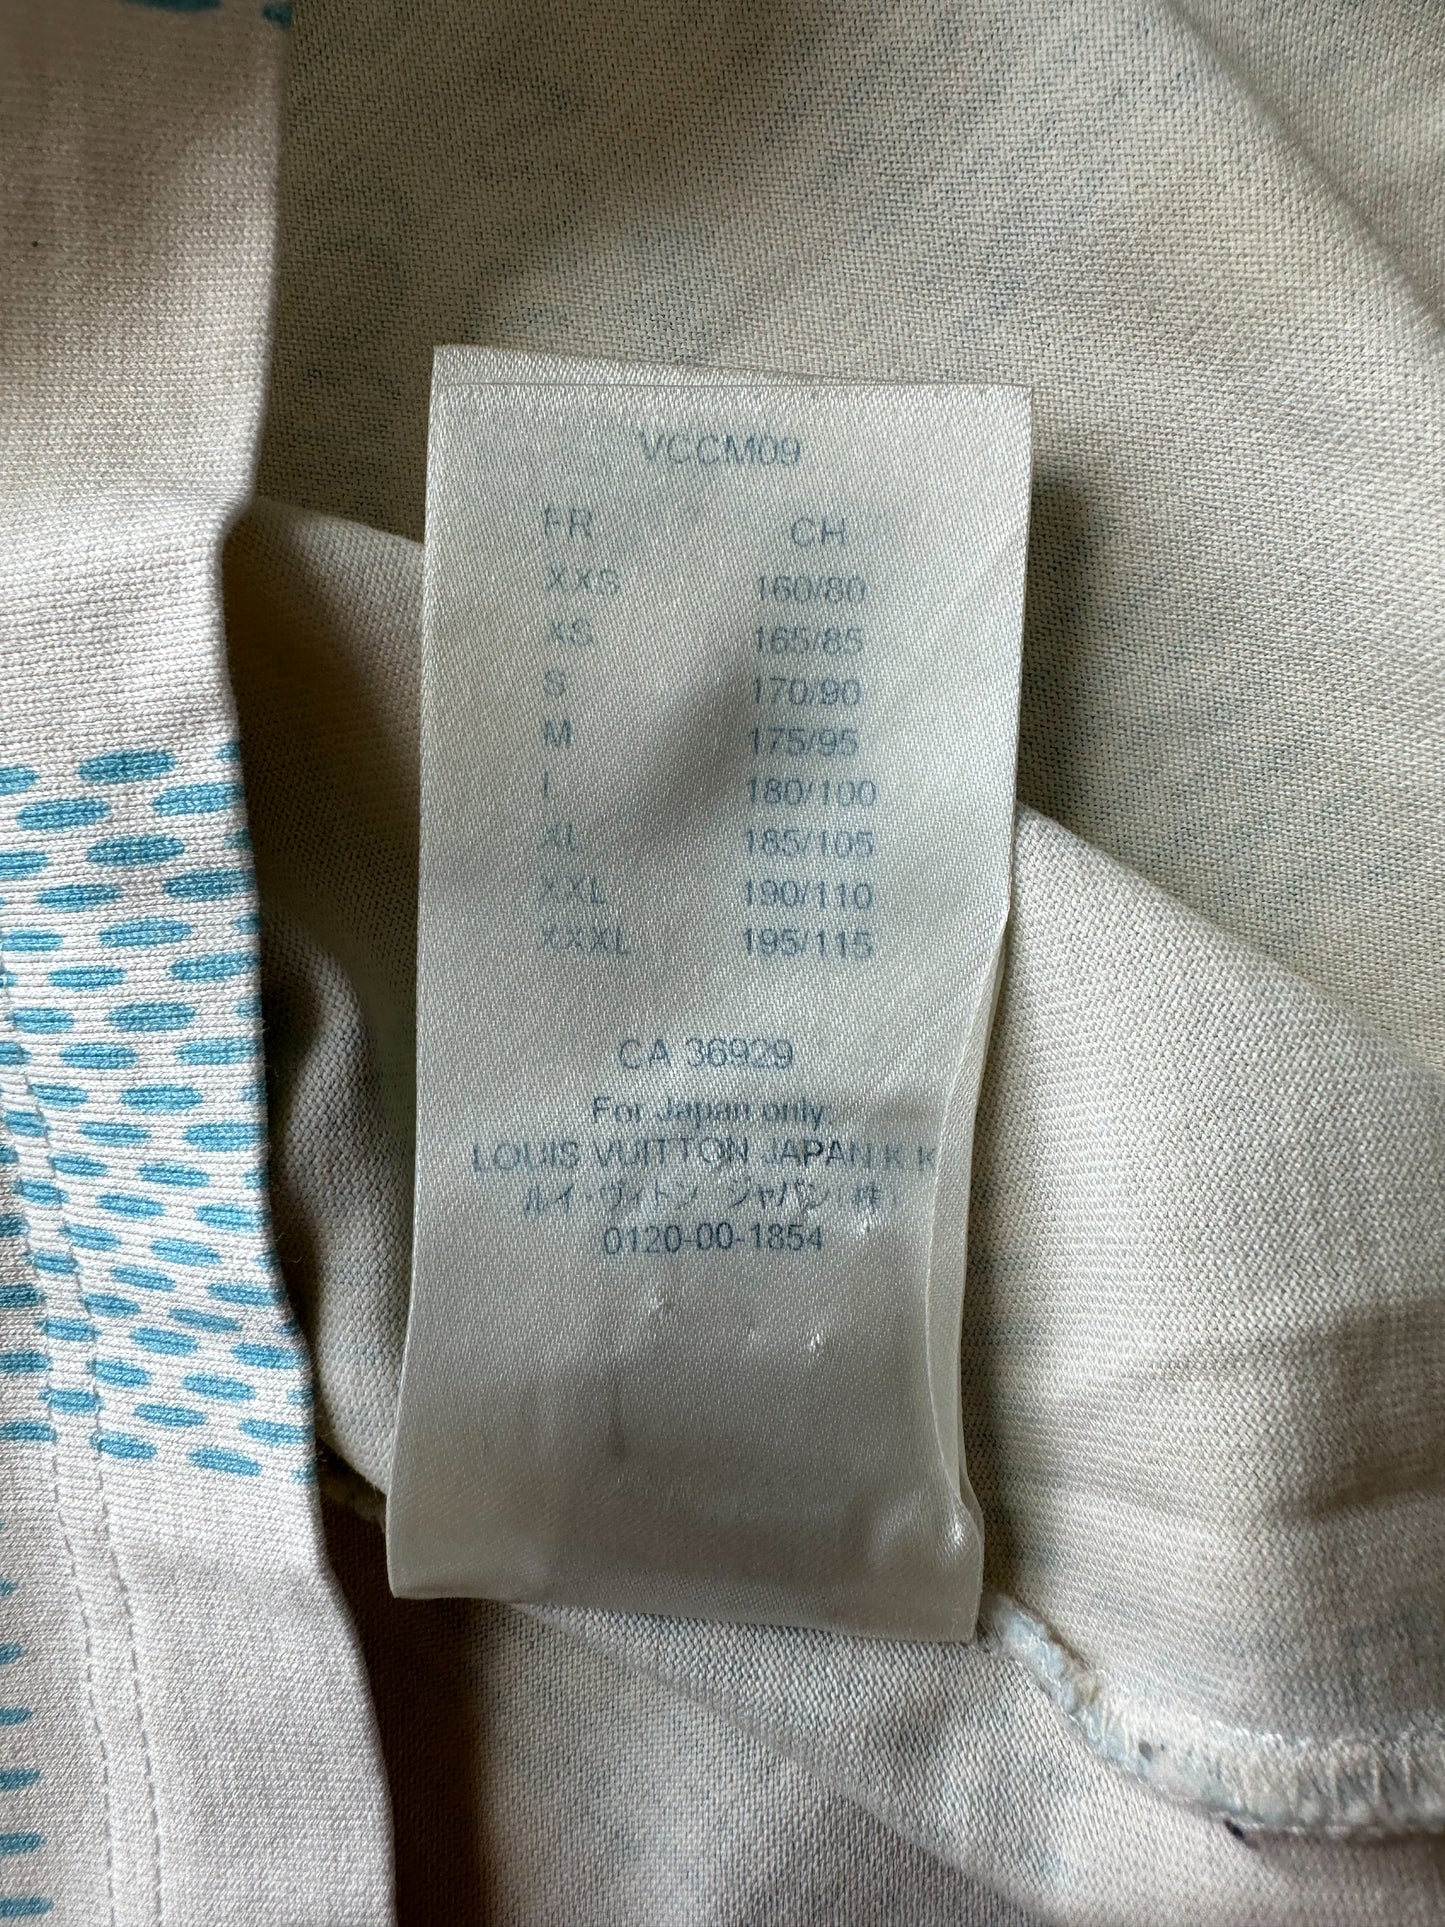 VCCM09
FR CH
XXS 160/80
XS 165/85
S 170/90
M 175/95
L 180/100
XL 185/105
XXL 190/110
XXXL 195/115
CA 36929
For Japan only:
LOUIS VUITTON JAPAN K.K
ルイ・ヴィトン ジャパン 株
0120-00-1854